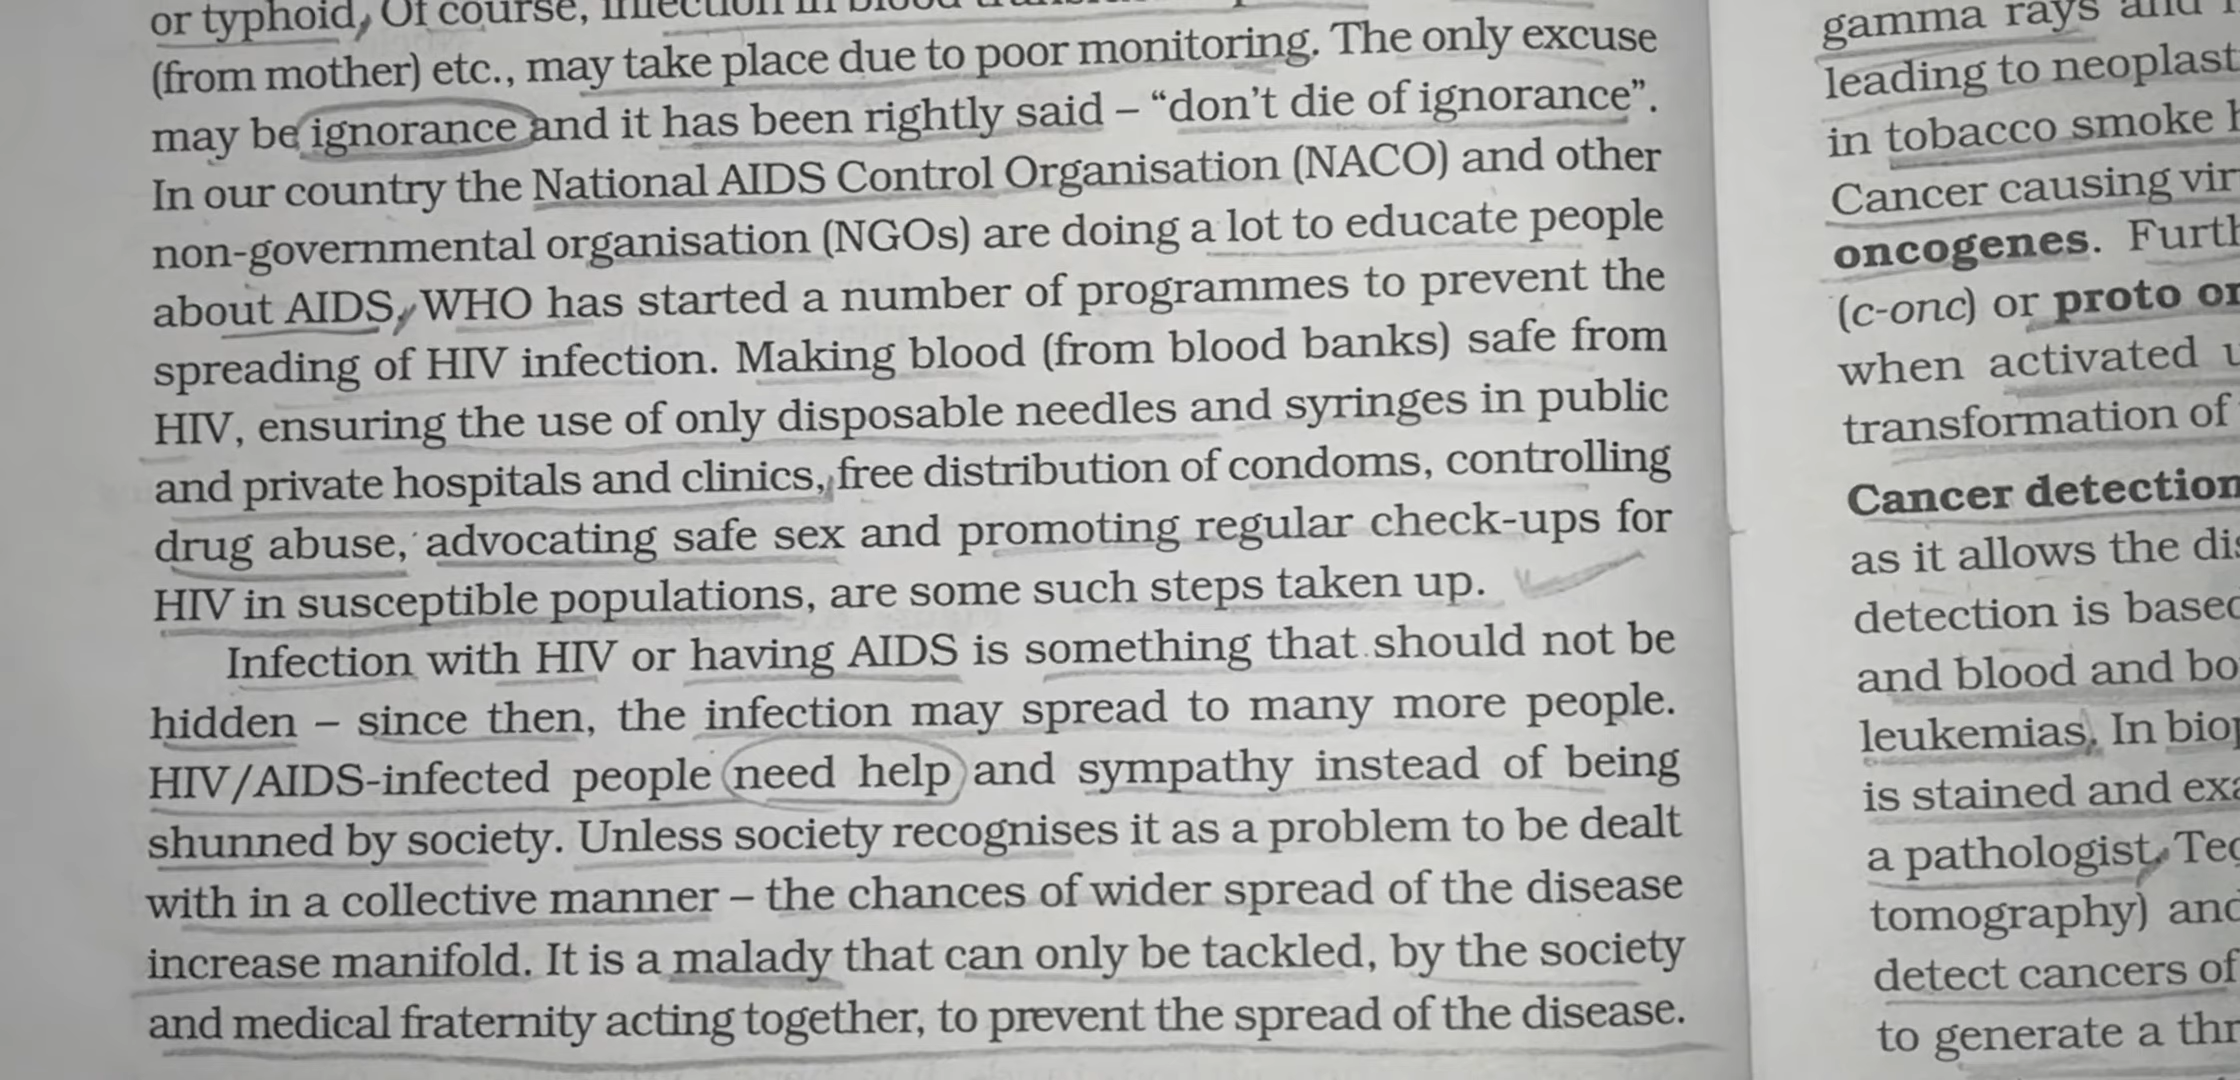 or typhoid, Of course, infection in blood
(from mother) etc., may take place due to poor monitoring. The only excuse
may be ignorance and it has been rightly said – “don’t die of ignorance”.
In our country the National AIDS Control Organisation (NACO) and other
non-governmental organisation (NGOs) are doing a lot to educate people
about AIDS, WHO has started a number of programmes to prevent the
spreading of HIV infection. Making blood (from blood banks) safe from
HIV, ensuring the use of only disposable needles and syringes in public
and private hospitals and clinics, free distribution of condoms, controlling
drug abuse, advocating safe sex and promoting regular check-ups for
HIV in susceptible populations, are some such steps taken up.
Infection with HIV or having AIDS is something that should not be
hidden – since then, the infection may spread to many more people.
HIV/AIDS-infected people need help and sympathy instead of being
shunned by society. Unless society recognises it as a problem to be dealt
with in a collective manner – the chances of wider spread of the disease
increase manifold. It is a malady that can only be tackled, by the society
and medical fraternity acting together, to prevent the spread of the disease.
gamma rays and
leading to neoplast
in tobacco smoke
Cancer causing vir
oncogenes. Furth
(c-onc) or proto on
when activated u
transformation of
Cancer detection
as it allows the dis
detection is based
and blood and bo
leukemias. In biop
is stained and exa
a pathologist, Tec
tomography) and
detect cancers of
to generate a thr